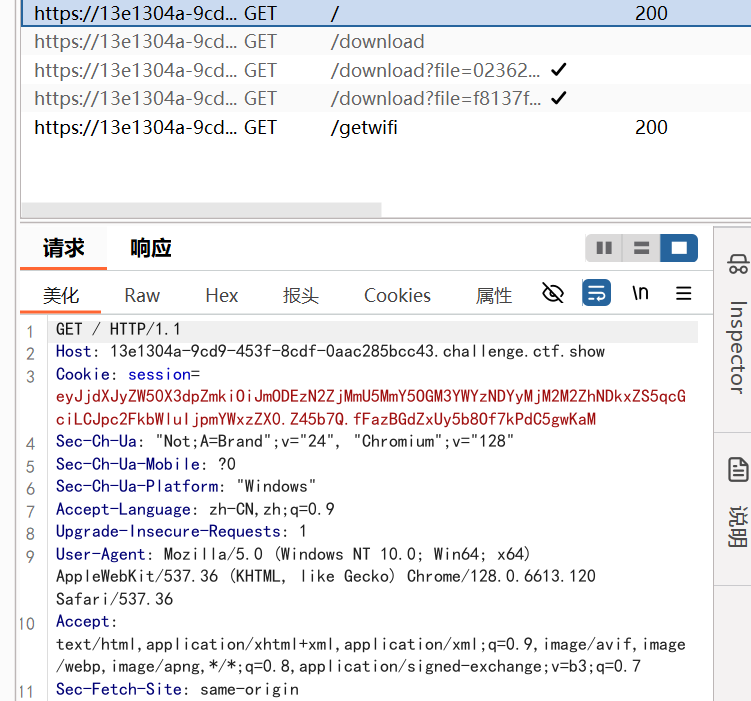 https://13e1304a-9cd... GET / 200
https://13e1304a-9cd... GET /download
https://13e1304a-9cd... GET /download?file=02362... ✓
https://13e1304a-9cd... GET /download?file=f8137f... ✓
https://13e1304a-9cd... GET /getwifi 200
请求 响应
美化 Raw Hex 报头 Cookies 属性 \n
Inspector
说明
1 GET / HTTP/1.1
2 Host: 13e1304a-9cd9-453f-8cdf-0aac285bcc43.challenge.ctf.show
3 Cookie: session=
eyJjdXJyZW50X3dpZmkiOiJmODEzN2ZjMmU5MmY5OGM3YWYzNDYyMjM2M2ZhNDkxZS5qcG
ciLCJpc2FkbWluIjpmYWxzZX0.Z45b7Q.fFazBGdZxUy5b8Of7kPdC5gwKaM
4 Sec-Ch-Ua: "Not;A=Brand";v="24", "Chromium";v="128"
5 Sec-Ch-Ua-Mobile: ?0
6 Sec-Ch-Ua-Platform: "Windows"
7 Accept-Language: zh-CN,zh;q=0.9
8 Upgrade-Insecure-Requests: 1
9 User-Agent: Mozilla/5.0 (Windows NT 10.0; Win64; x64)
AppleWebKit/537.36 (KHTML, like Gecko) Chrome/128.0.6613.120
Safari/537.36
10 Accept:
text/html,application/xhtml+xml,application/xml;q=0.9,image/avif,image
/webp,image/apng,*/*;q=0.8,application/signed-exchange;v=b3;q=0.7
11 Sec-Fetch-Site: same-origin